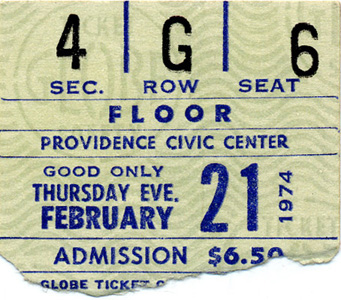 4 G 6
SEC. ROW SEAT
FLOOR
PROVIDENCE CIVIC CENTER
GOOD ONLY
THURSDAY EVE.
FEBRUARY 21 1974
ADMISSION $6.50
GLOBE TICKET